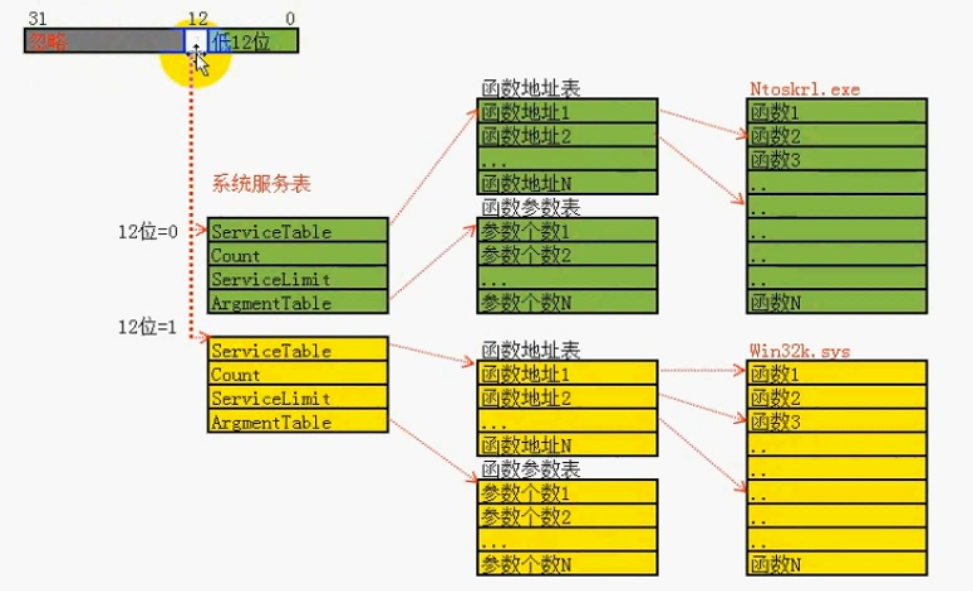 31 12 0
忽略 低12位
系统服务表
12位=0
ServiceTable
Count
ServiceLimit
ArgmentTable
12位=1
ServiceTable
Count
ServiceLimit
ArgmentTable
函数地址表
函数地址1
函数地址2
...
函数地址N
函数参数表
参数个数1
参数个数2
...
参数个数N
函数地址表
函数地址1
函数地址2
...
函数地址N
函数参数表
参数个数1
参数个数2
...
参数个数N
Ntoskrl.exe
函数1
函数2
函数3
..
..
..
..
..
函数N
Win32k.sys
函数1
函数2
函数3
..
..
..
..
..
函数N